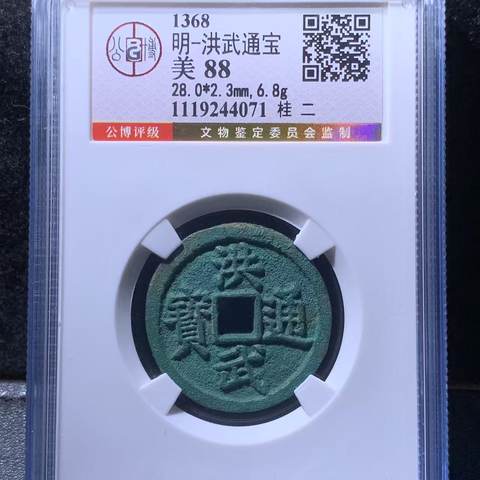 1368
明-洪武通宝
美 88
28.0*2.3mm,6.8g
1119244071 桂 二
公博评级 文物鉴定委员会监制
洪武通寶